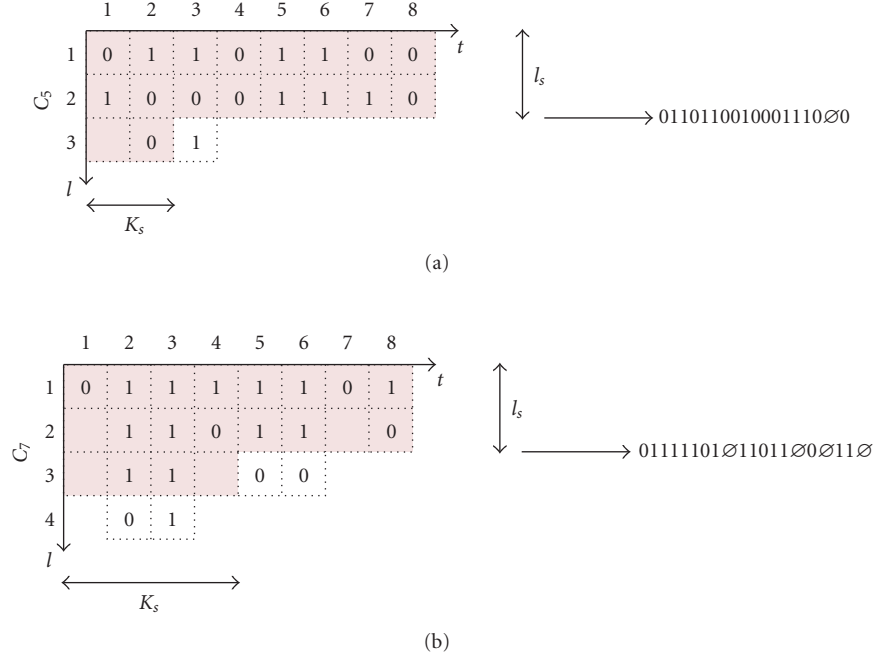 1 2 3 4 5 6 7 8
t
1 0 1 1 0 1 1 0 0
2 1 0 0 0 1 1 1 0
3 0 1
C5
l
Ks
ls
0110110010001110∅0
(a)
1 2 3 4 5 6 7 8
t
1 0 1 1 1 1 1 0 1
2 1 1 0 1 1 0
3 1 1 0 0
4 0 1
C7
l
Ks
ls
01111101∅11011∅0∅11∅
(b)